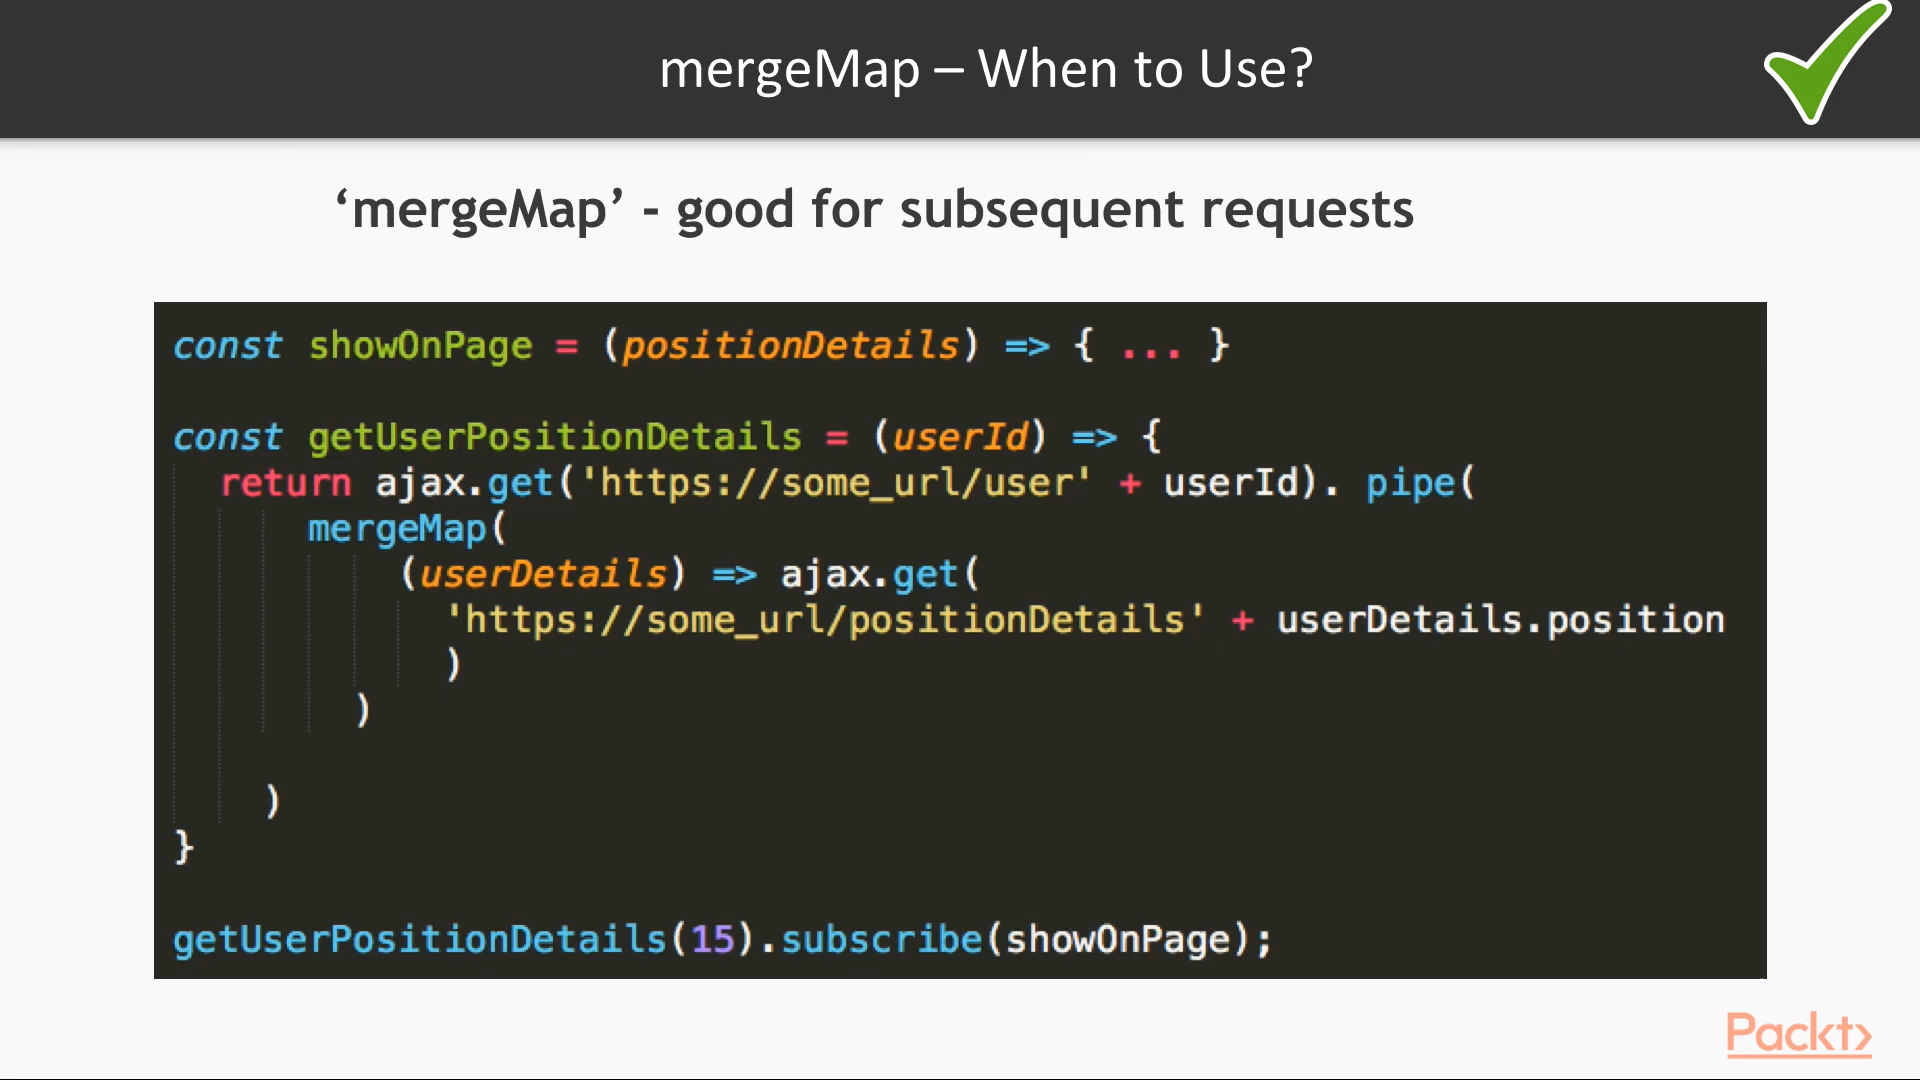 mergeMap – When to Use?
‘mergeMap’ - good for subsequent requests
const showOnPage = (positionDetails) => { ... }
const getUserPositionDetails = (userId) => {
return ajax.get('https://some_url/user' + userId). pipe(
mergeMap(
(userDetails) => ajax.get(
'https://some_url/positionDetails' + userDetails.position
)
)
)
}
getUserPositionDetails(15).subscribe(showOnPage);
Packt>